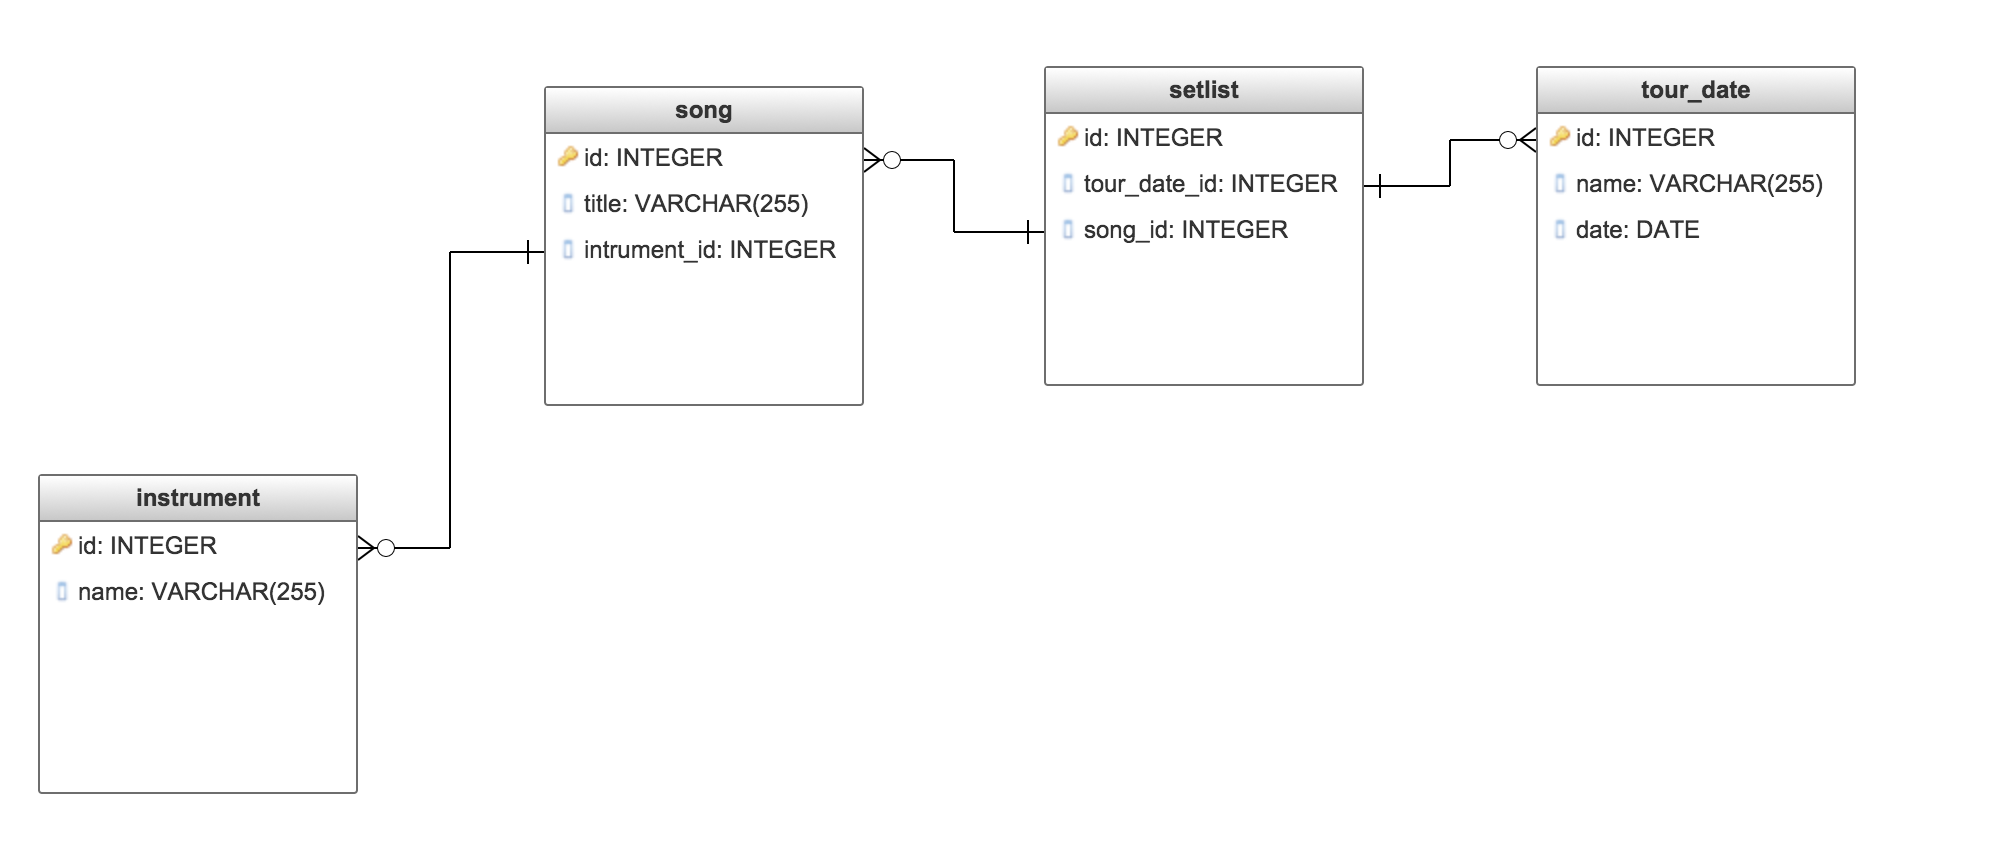 song
id: INTEGER
title: VARCHAR(255)
intrument_id: INTEGER
setlist
id: INTEGER
tour_date_id: INTEGER
song_id: INTEGER
tour_date
id: INTEGER
name: VARCHAR(255)
date: DATE
instrument
id: INTEGER
name: VARCHAR(255)